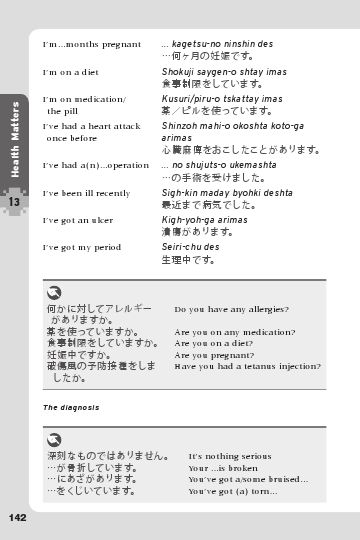 I'm...months pregnant
... kagetsu-no ninshin des
…何ヶ月の妊娠です。
I'm on a diet
Shokuji saygen-o shtay imas
食事制限をしています。
I'm on medication/
the pill
Kusuri/piru-o tskattay imas
薬／ピルを使っています。
I've had a heart attack
once before
Shinzoh mahi-o okoshta koto-ga
arimas
心臓麻痺をおこしたことがあります。
I've had a(n)...operation
... no shujuts-o ukemashta
…の手術を受けました。
I've been ill recently
Sigh-kin maday byohki deshta
最近まで病気でした。
I've got an ulcer
Kigh-yoh-ga arimas
潰傷があります。
I've got my period
Seiri-chu des
生理中です。
Health Matters
13
何かに対してアレルギー
がありますか。
Do you have any allergies?
薬を使っていますか。
Are you on any medication?
食事制限をしていますか。
Are you on a diet?
妊娠中ですか。
Are you pregnant?
破傷風の予防接種をしま
したか。
Have you had a tetanus injection?
The diagnosis
深刻なものではありません。
It's nothing serious
…が骨折しています。
Your ...is broken
…にあざがあります。
You've got a/some bruised...
…をくじいています。
You've got (a) torn...
142